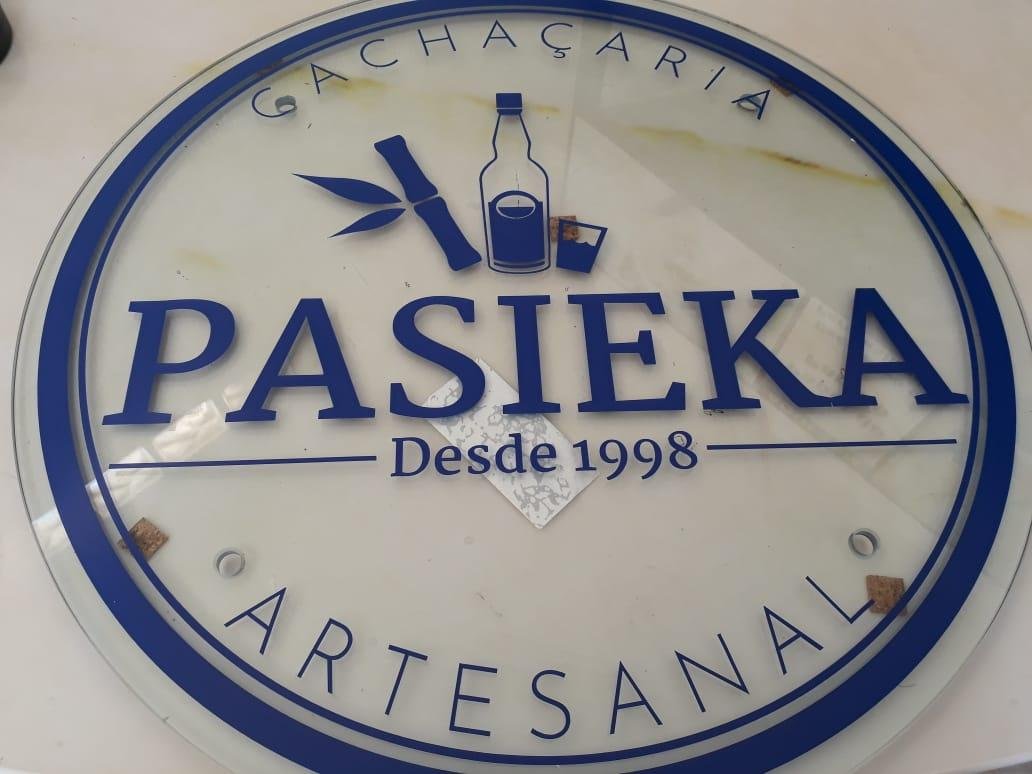 CACHAÇARIA
PASIEKA
Desde 1998
ARTESANAL